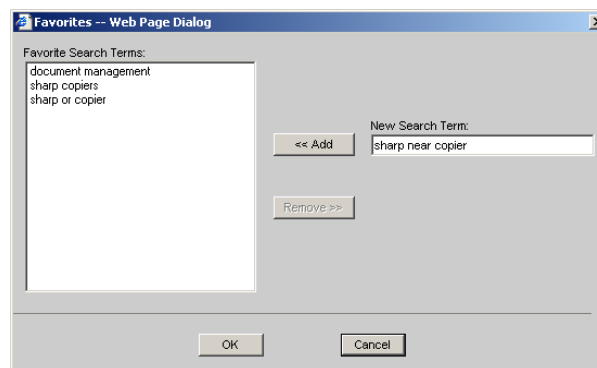 Favorites -- Web Page Dialog
Favorite Search Terms:
document management
sharp copiers
sharp or copier
New Search Term:
<< Add
sharp near copier
Remove >>
OK
Cancel